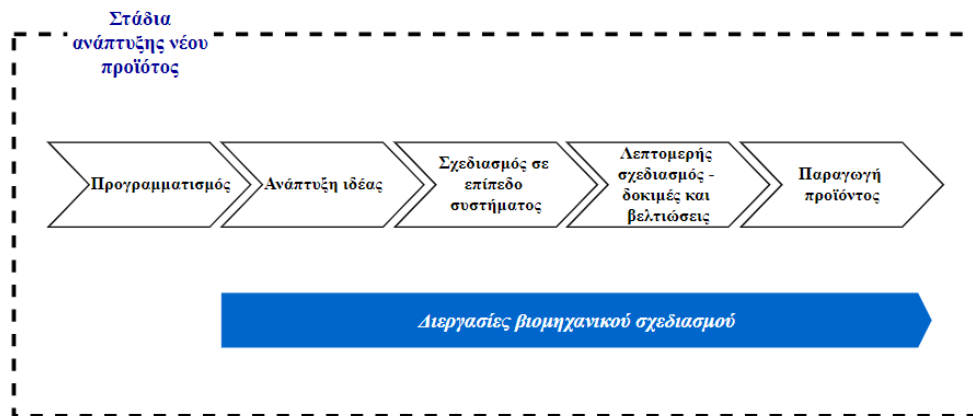 Στάδια
ανάπτυξης νέου
προϊότος
Προγραμματισμός
Ανάπτυξη ιδέας
Σχεδιασμός σε
επίπεδο
συστήματος
Λεπτομερής
σχεδιασμός -
δοκιμές και
βελτιώσεις
Παραγωγή
προϊόντος
Διεργασίες βιομηχανικού σχεδιασμού